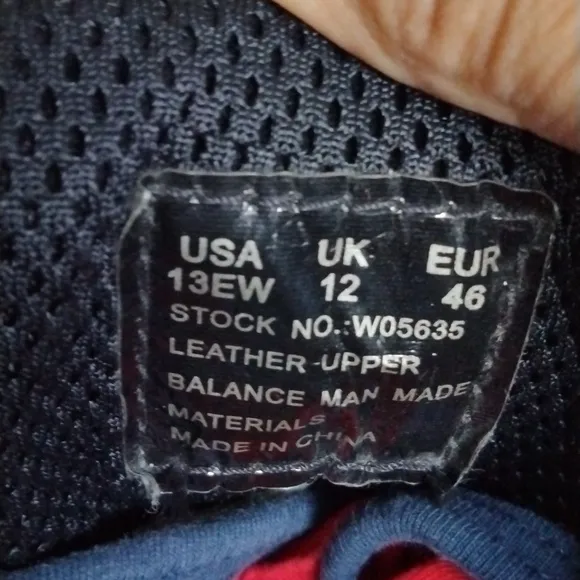 USA UK EUR
13EW 12 46
STOCK NO.:W05635
LEATHER UPPER
BALANCE MAN MADE
MATERIALS
MADE IN CHINA